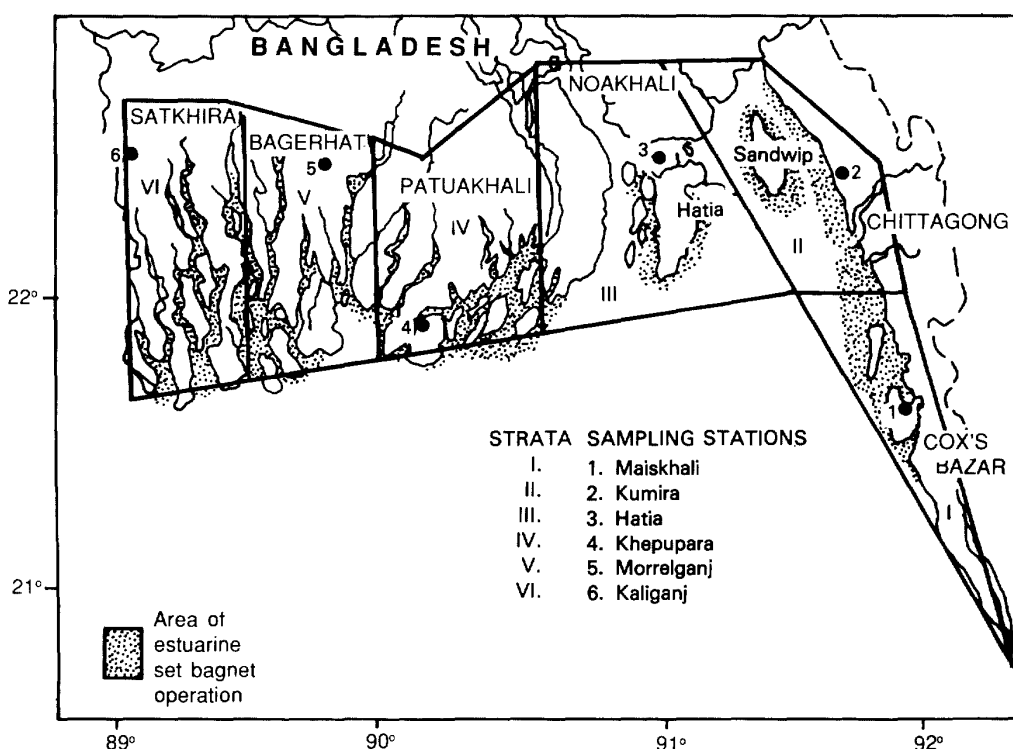 BANGLADESH
NOAKHALI
SATKHIRA
BAGERHAT
PATUAKHALI
Sandwip
Hatia
CHITTAGONG
COX'S
BAZAR
6
5
3
2
4
1
VI
V
IV
III
II
I
22°
21°
STRATA SAMPLING STATIONS
I. 1. Maiskhali
II. 2. Kumira
III. 3. Hatia
IV. 4. Khepupara
V. 5. Morrelganj
VI. 6. Kaliganj
Area of
estuarine
set bagnet
operation
89° 90° 91° 92°